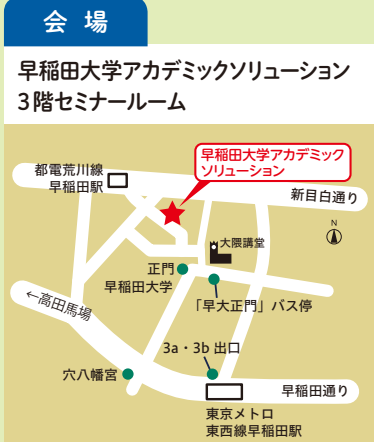 会場
早稲田大学アカデミックソリューション
3階セミナールーム
早稲田大学アカデミック
ソリューション
都電荒川線
早稲田駅
新目白通り
N
大隈講堂
正門
早稲田大学
「早大正門」バス停
←高田馬場
3a・3b 出口
穴八幡宮
早稲田通り
東京メトロ
東西線早稲田駅